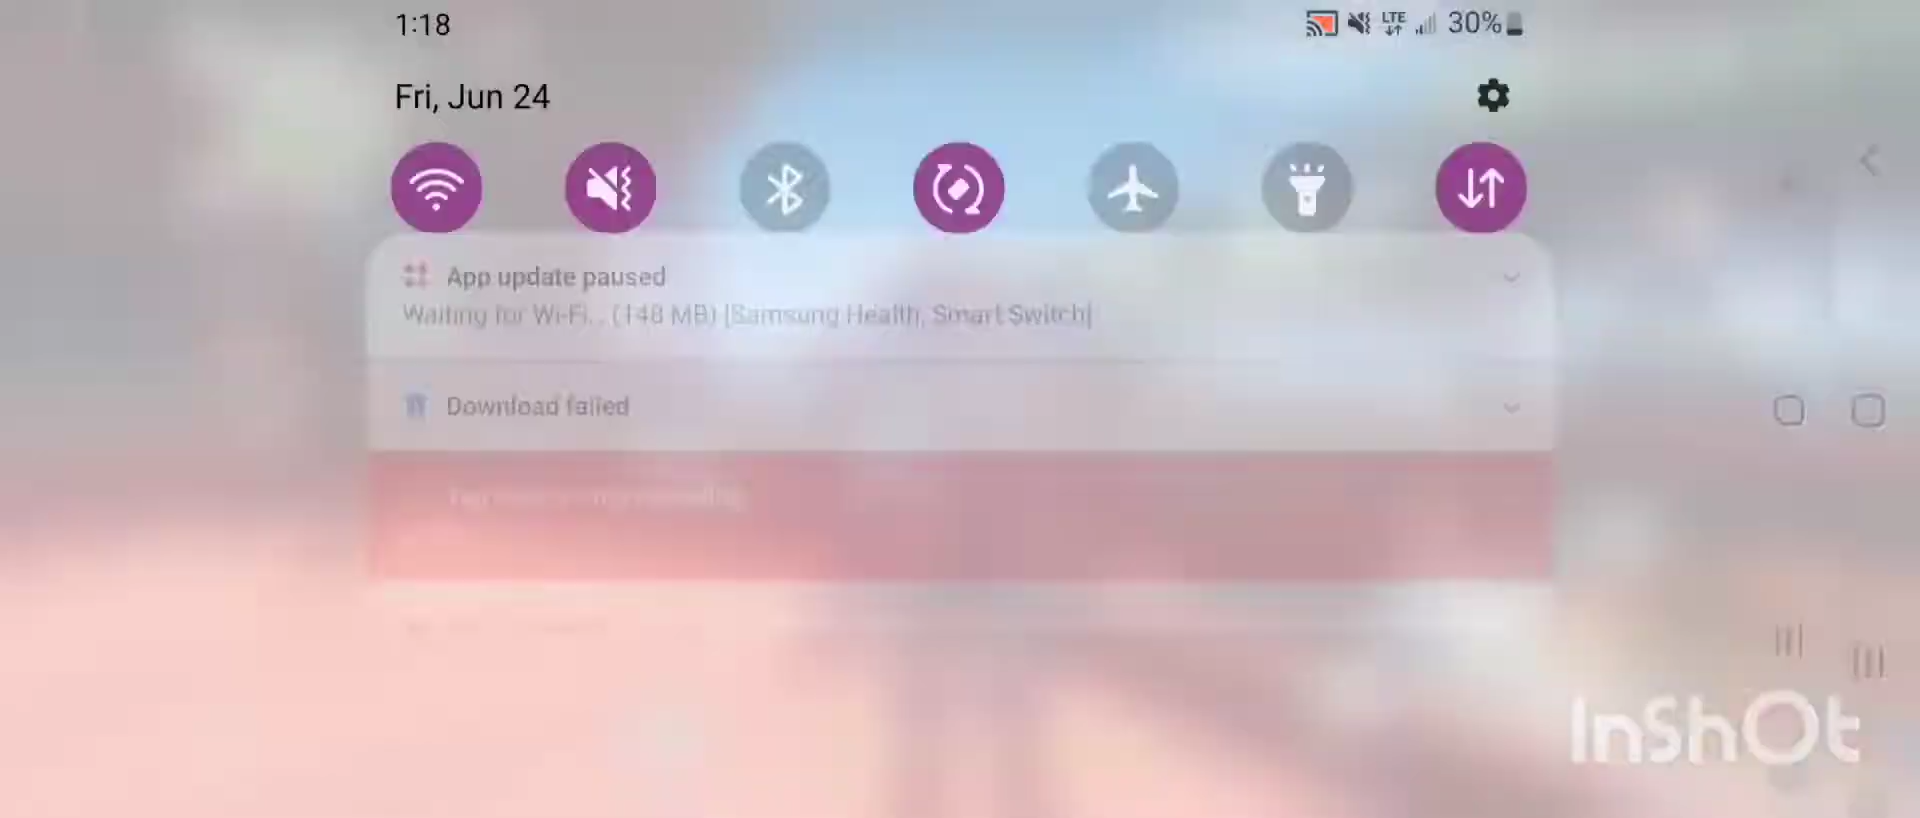 1:18
LTE
30%
Fri, Jun 24
App update paused
Waiting for Wi-Fi... (148 MB) [Samsung Health, Smart Switch]
Download failed
InShOt